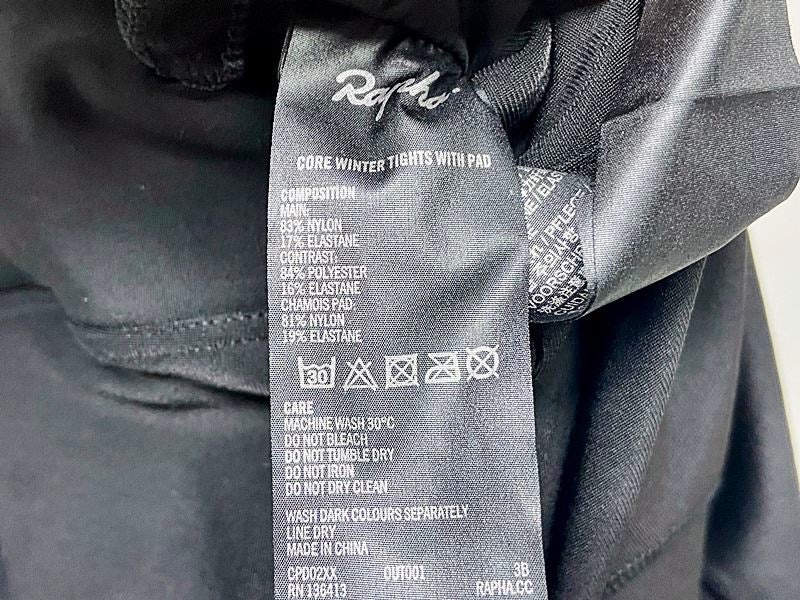 Rapha.
CORE WINTER TIGHTS WITH PAD
COMPOSITION
MAIN:
83% NYLON
17% ELASTANE
CONTRAST:
84% POLYESTER
16% ELASTANE
CHAMOIS PAD:
81% NYLON
19% ELASTANE
30
CARE
MACHINE WASH 30°C
DO NOT BLEACH
DO NOT TUMBLE DRY
DO NOT IRON
DO NOT DRY CLEAN
WASH DARK COLOURS SEPARATELY
LINE DRY
MADE IN CHINA
CPD02XX OUT001 3B
RN 136413 RAPHA.CC